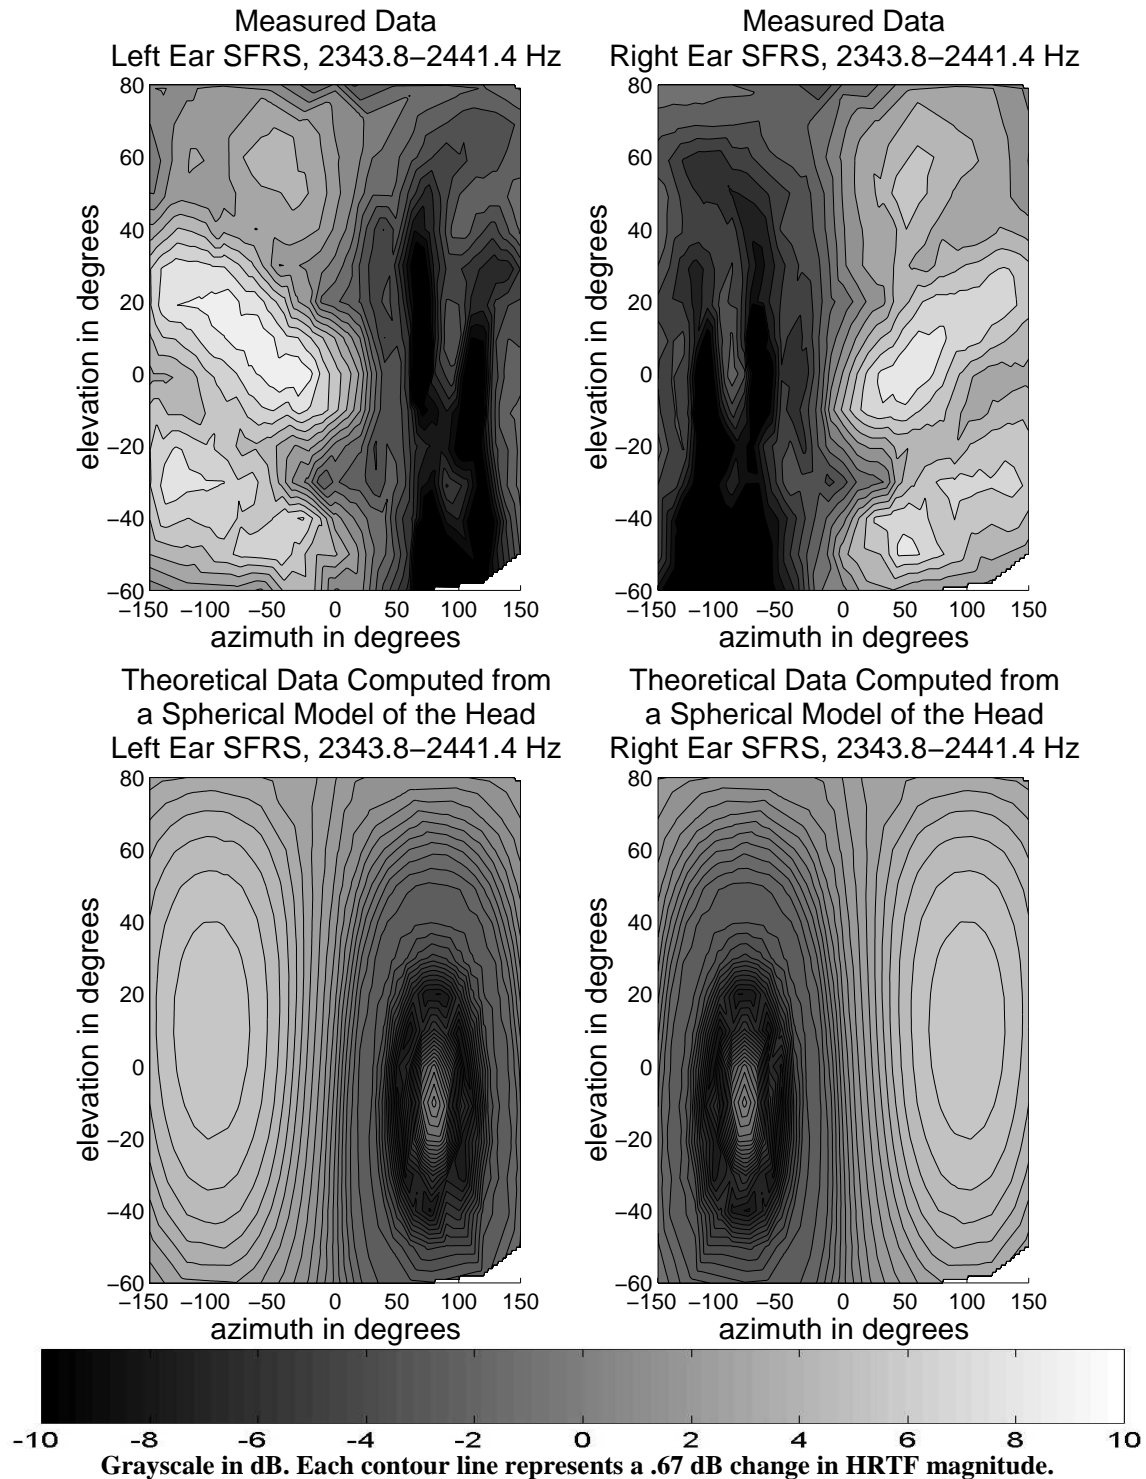 Measured Data
Left Ear SFRS, 2343.8−2441.4 Hz
80
60
40
20
0
−20
−40
−60
elevation in degrees
−150 −100 −50 0 50 100 150
azimuth in degrees
Measured Data
Right Ear SFRS, 2343.8−2441.4 Hz
80
60
40
20
0
−20
−40
−60
elevation in degrees
−150 −100 −50 0 50 100 150
azimuth in degrees
Theoretical Data Computed from
a Spherical Model of the Head
Left Ear SFRS, 2343.8−2441.4 Hz
80
60
40
20
0
−20
−40
−60
elevation in degrees
−150 −100 −50 0 50 100 150
azimuth in degrees
Theoretical Data Computed from
a Spherical Model of the Head
Right Ear SFRS, 2343.8−2441.4 Hz
80
60
40
20
0
−20
−40
−60
elevation in degrees
−150 −100 −50 0 50 100 150
azimuth in degrees
-10 -8 -6 -4 -2 0 2 4 6 8 10
Grayscale in dB. Each contour line represents a .67 dB change in HRTF magnitude.